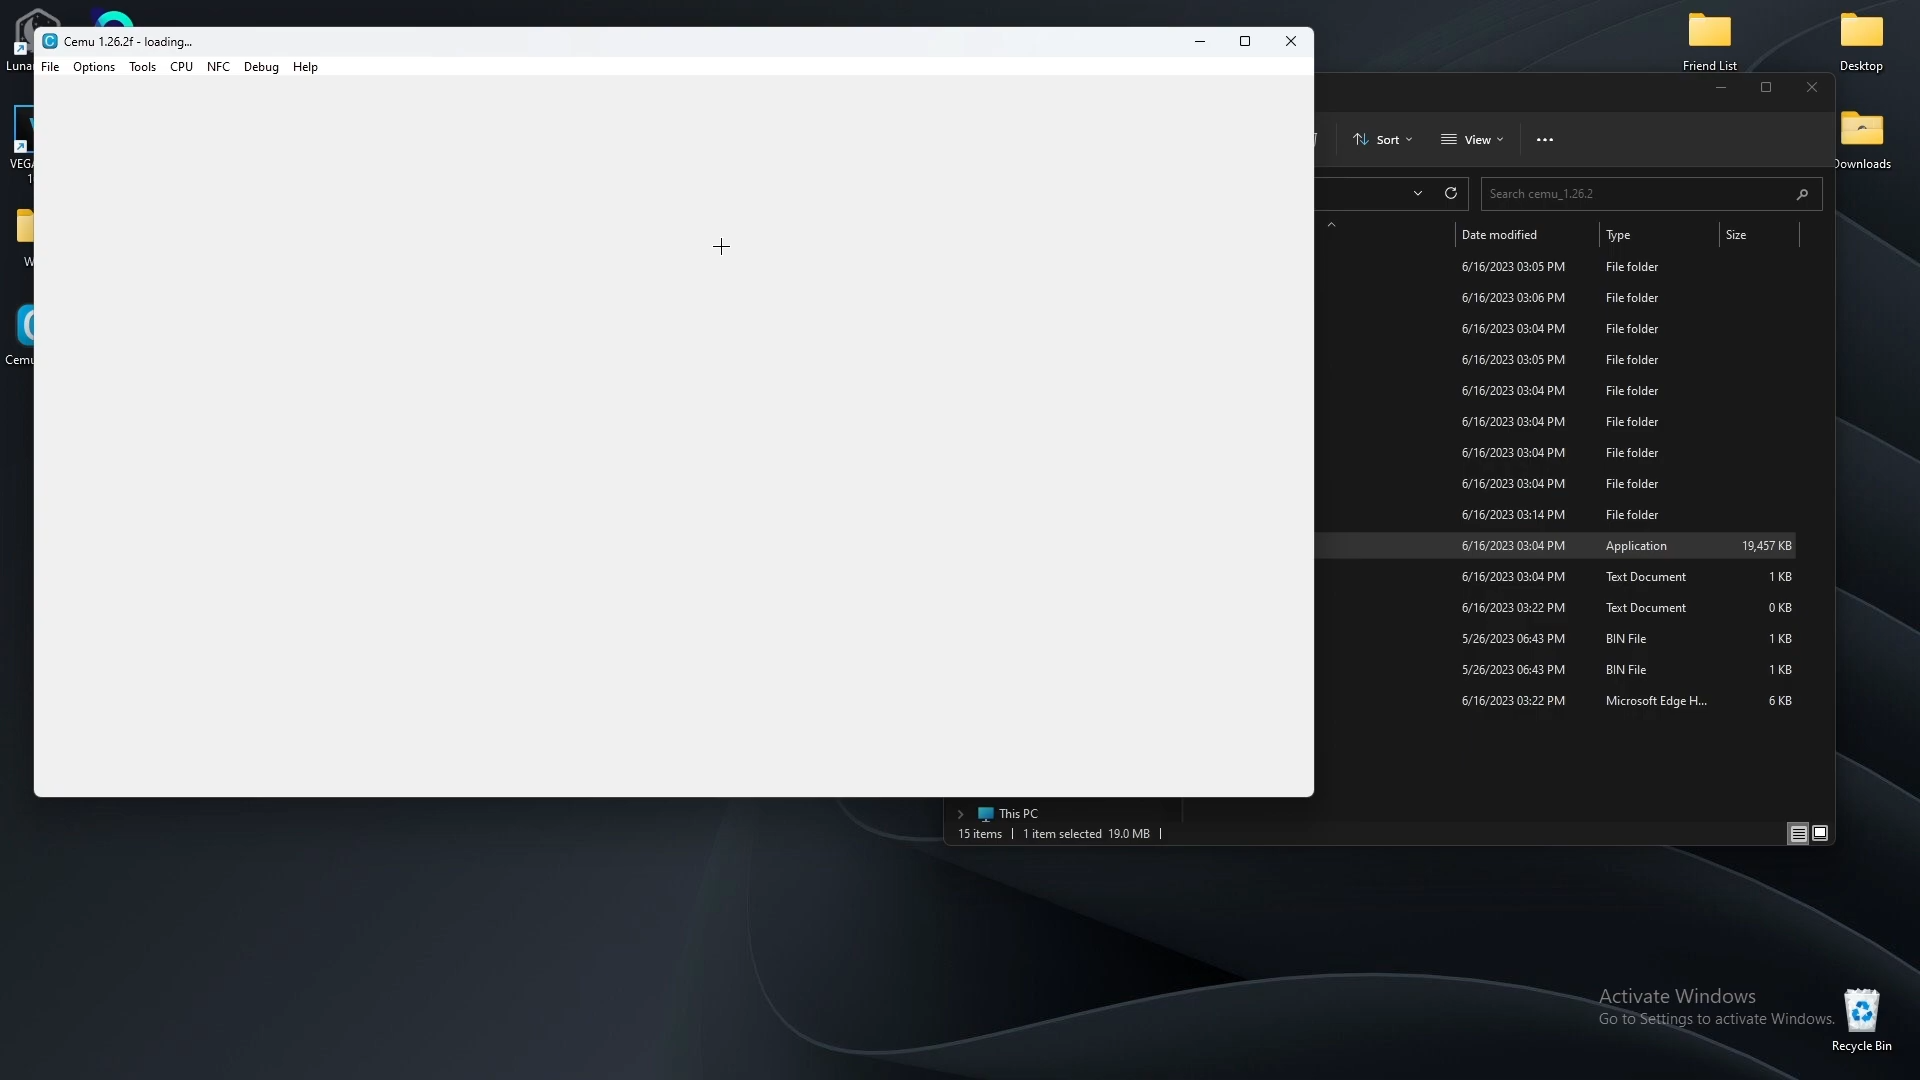 Cemu 1.26.2f - loading...
File Options Tools CPU NFC Debug Help
Friend List
Desktop
Downloads
Sort
View
Search cemu_1.26.2
Date modified Type Size
6/16/2023 03:05 PM File folder
6/16/2023 03:06 PM File folder
6/16/2023 03:04 PM File folder
6/16/2023 03:05 PM File folder
6/16/2023 03:04 PM File folder
6/16/2023 03:04 PM File folder
6/16/2023 03:04 PM File folder
6/16/2023 03:04 PM File folder
6/16/2023 03:14 PM File folder
6/16/2023 03:04 PM Application 19,457 KB
6/16/2023 03:04 PM Text Document 1 KB
6/16/2023 03:22 PM Text Document 0 KB
5/26/2023 06:43 PM BIN File 1 KB
5/26/2023 06:43 PM BIN File 1 KB
6/16/2023 03:22 PM Microsoft Edge H... 6 KB
This PC
15 items 1 item selected 19.0 MB
Cemu
Activate Windows
Go to Settings to activate Windows.
Recycle Bin